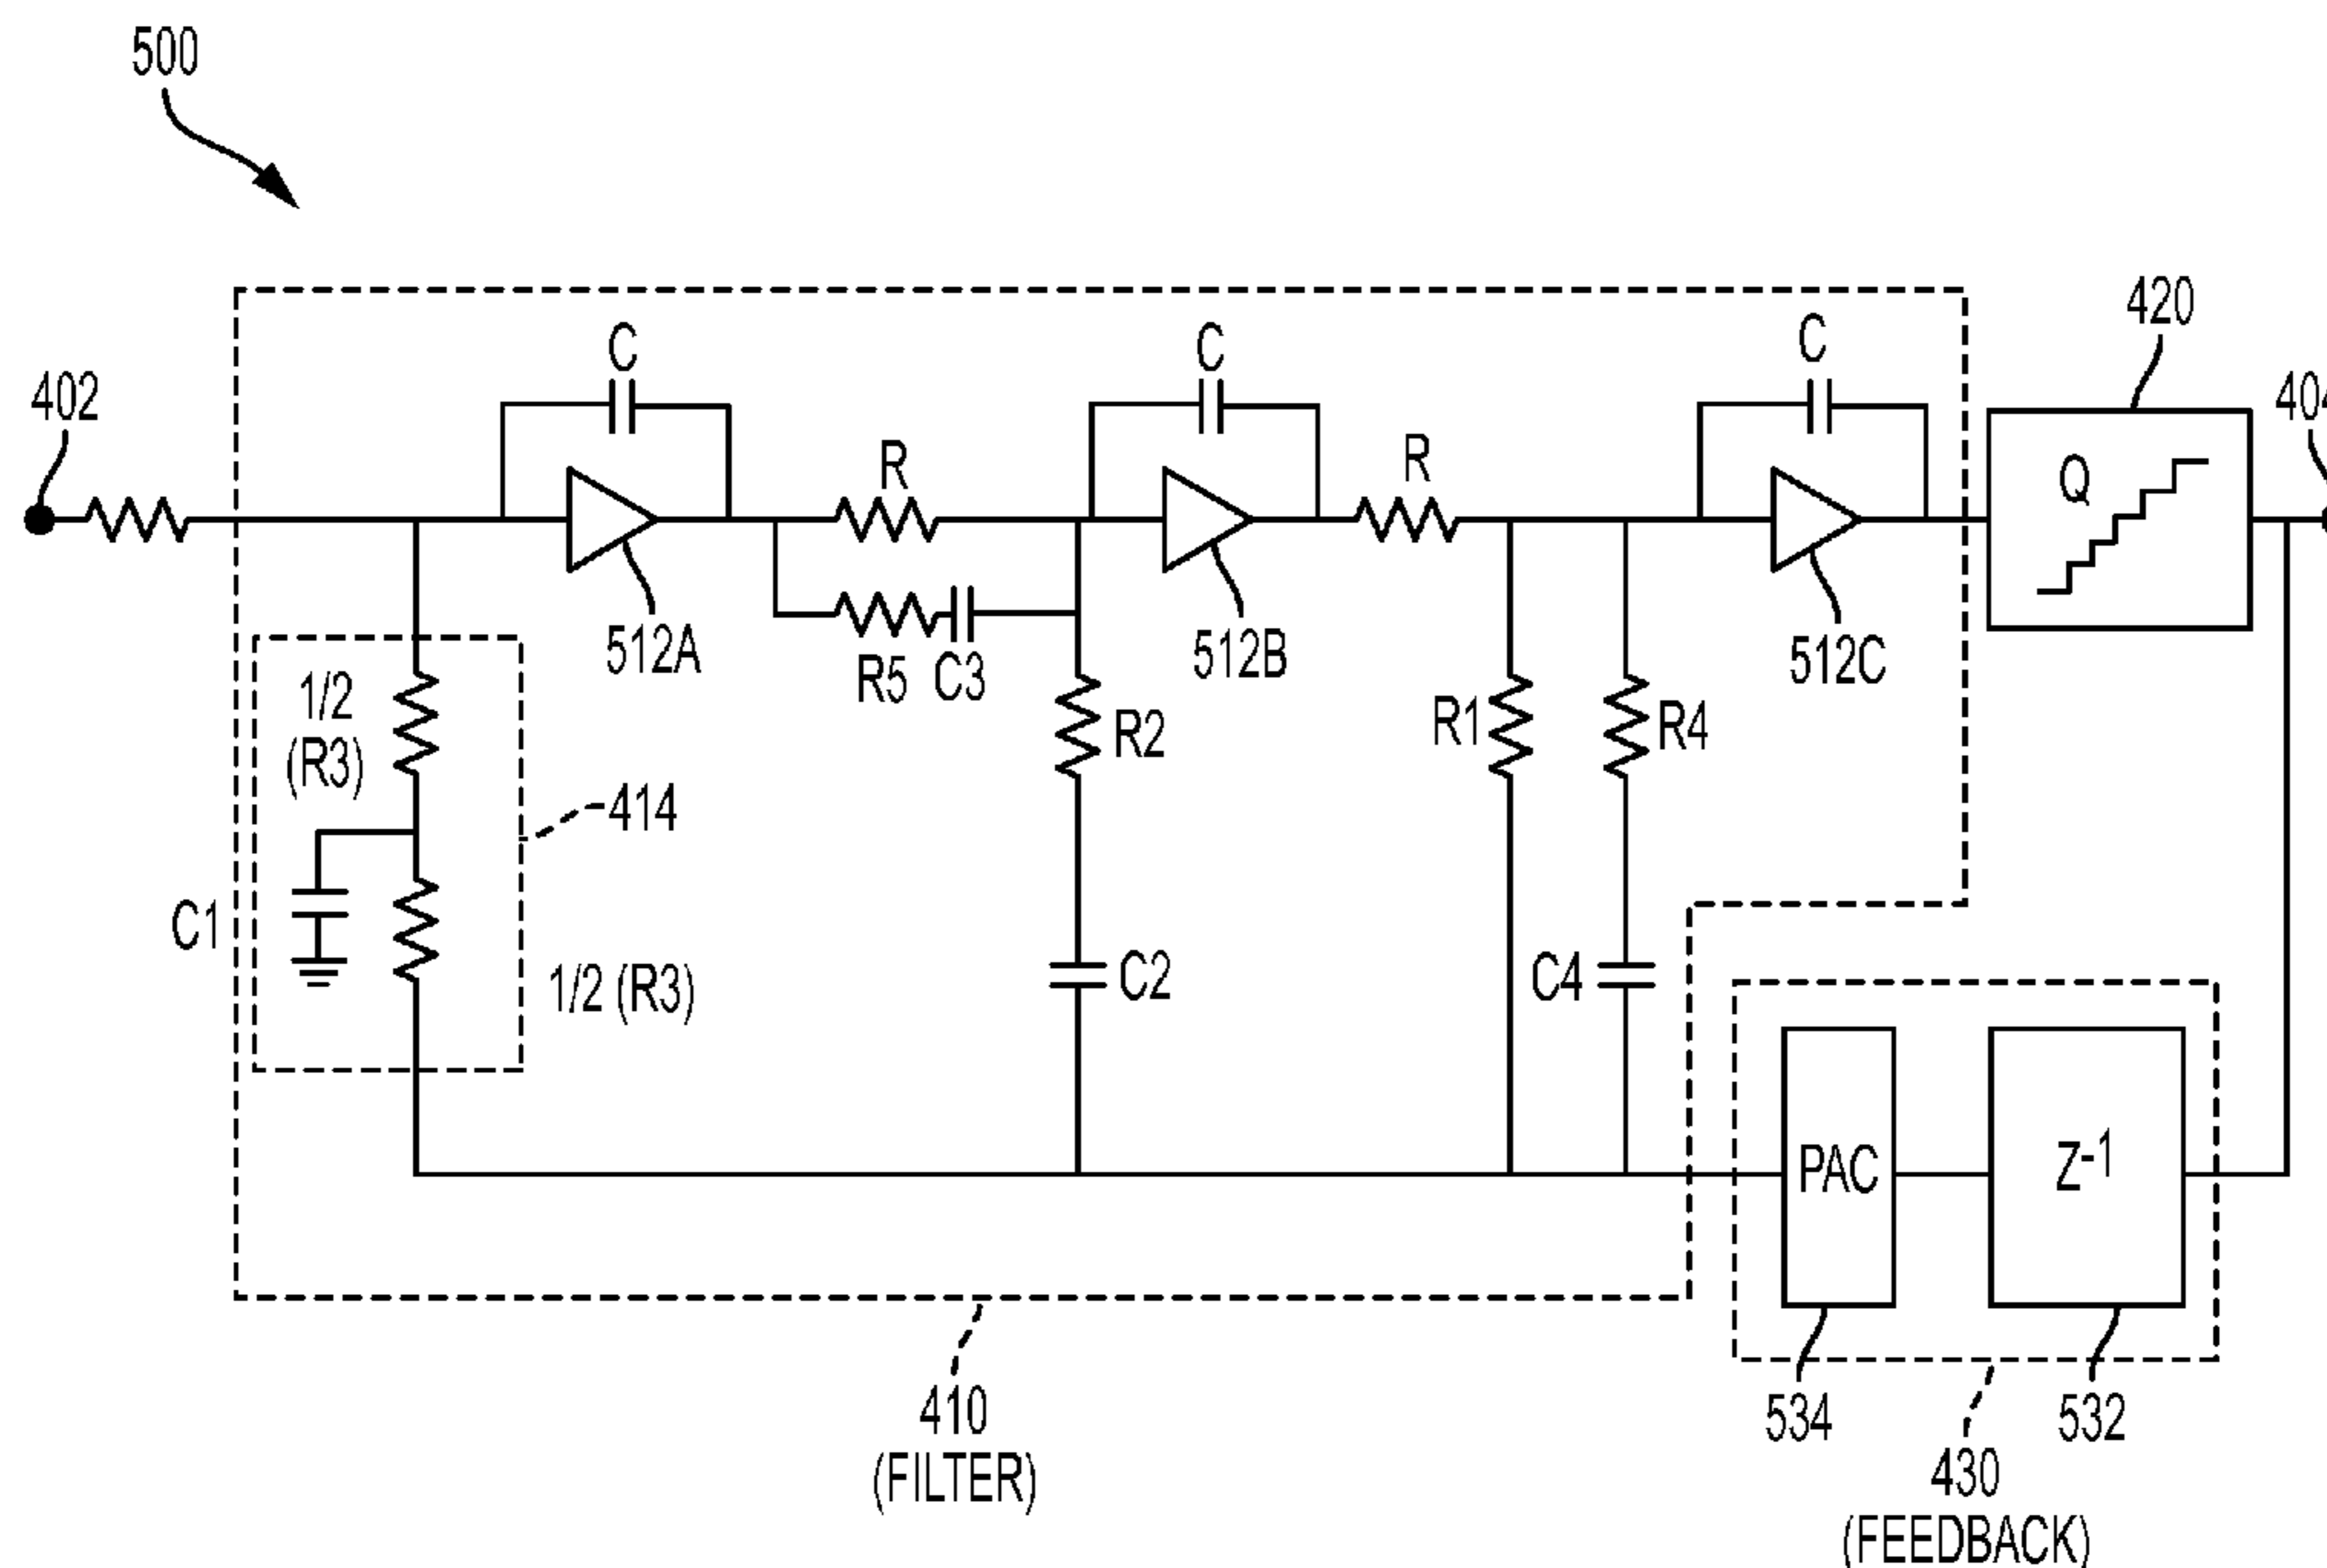 500
402
C
C
C
420
404
R
R
Q
512A
R5
C3
512B
512C
1/2
(R3)
R2
R1
R4
414
C1
1/2 (R3)
C2
C4
PAC
Z-1
534
532
410
(FILTER)
430
(FEEDBACK)